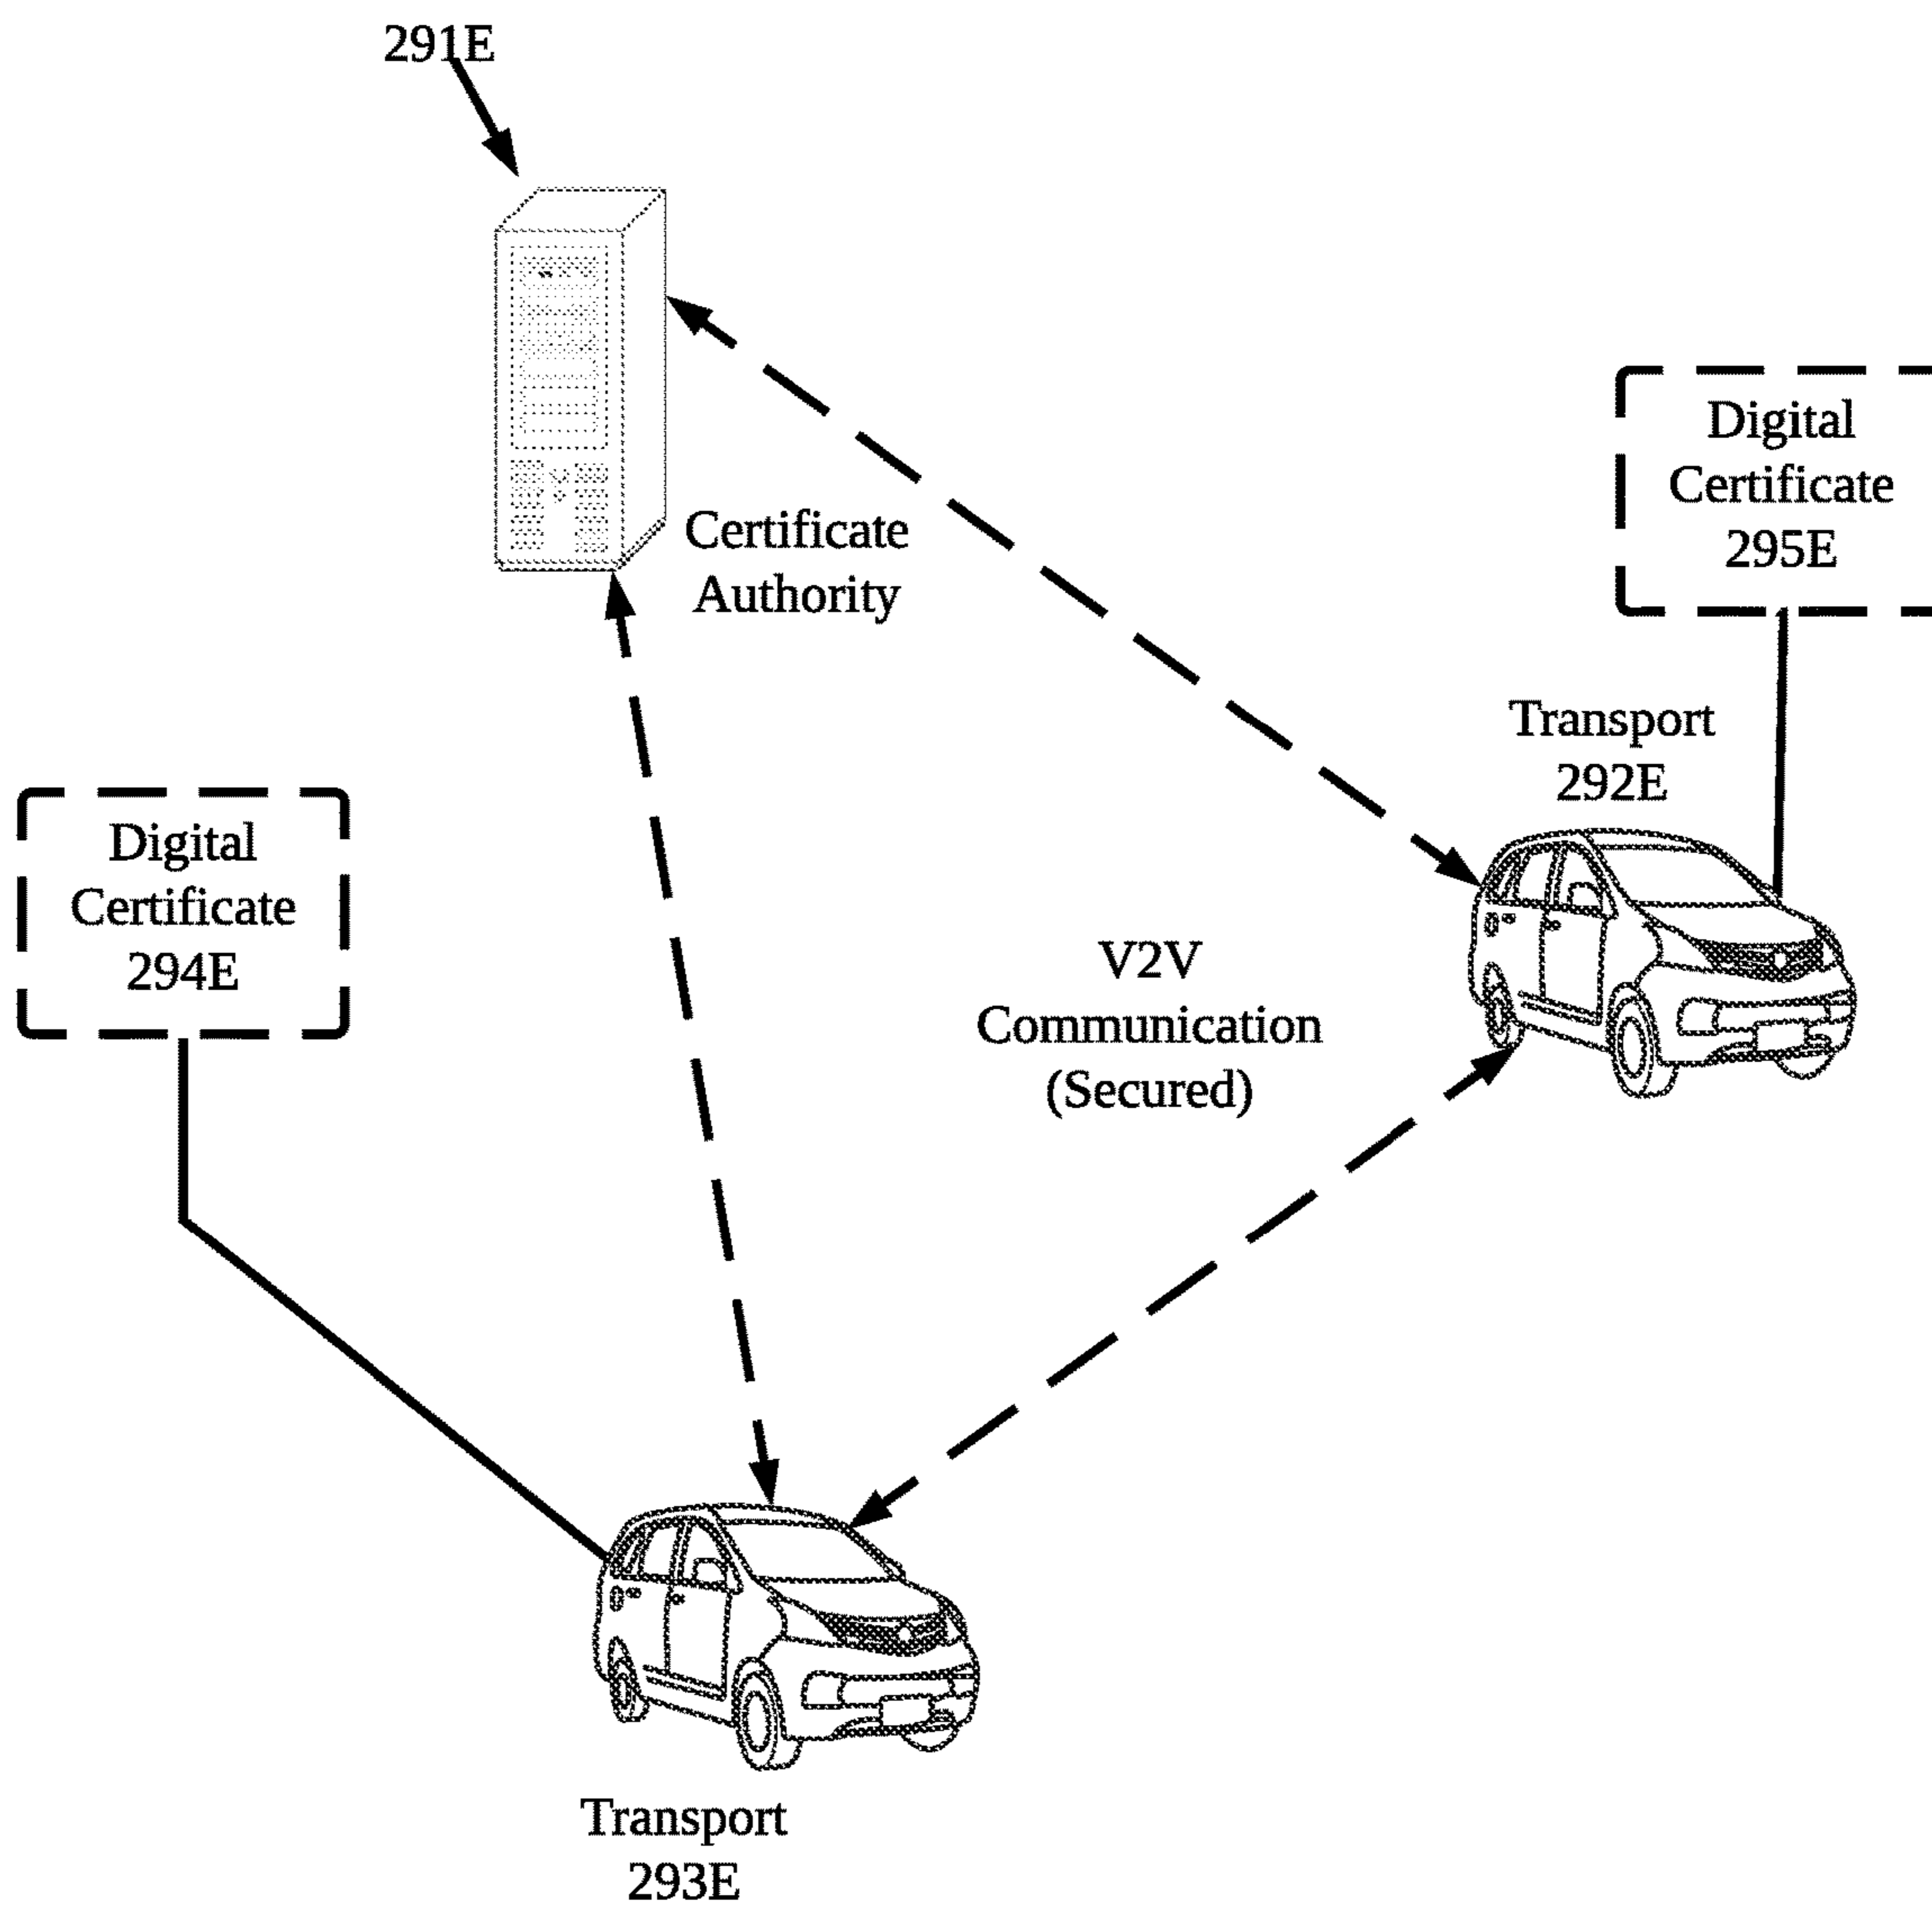 291E
Certificate
Authority
Digital
Certificate
295E
Transport
292E
Digital
Certificate
294E
V2V
Communication
(Secured)
Transport
293E